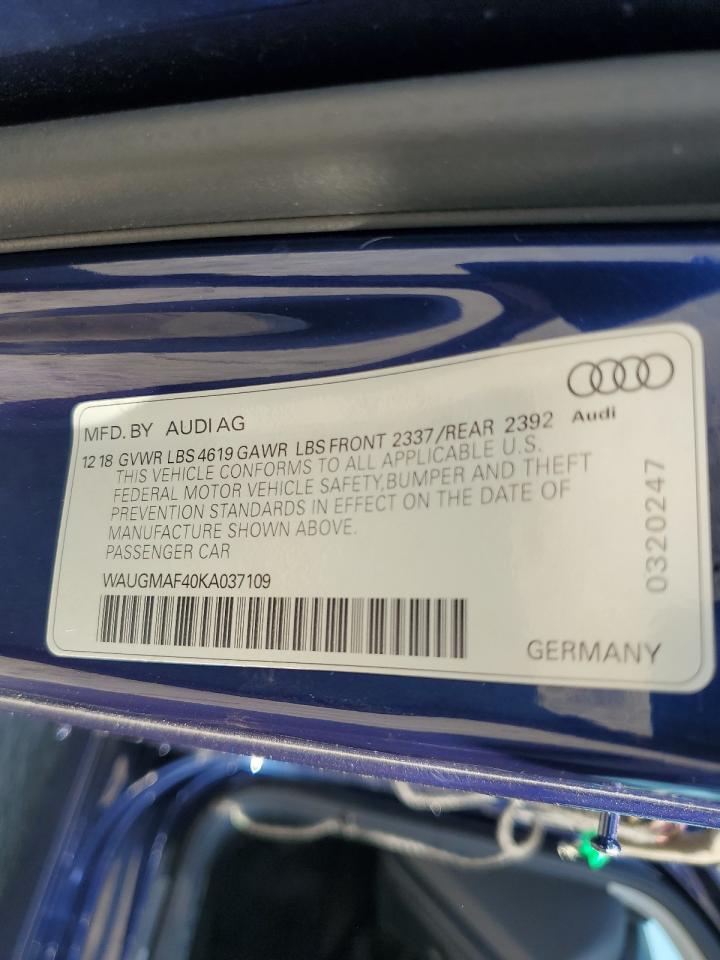 MFD. BY AUDI AG
Audi
12 18 GVWR LBS 4619 GAWR LBS FRONT 2337/REAR 2392
THIS VEHICLE CONFORMS TO ALL APPLICABLE U.S.
FEDERAL MOTOR VEHICLE SAFETY,BUMPER AND THEFT
PREVENTION STANDARDS IN EFFECT ON THE DATE OF
MANUFACTURE SHOWN ABOVE.
PASSENGER CAR
WAUGMAF40KA037109
0320247
GERMANY